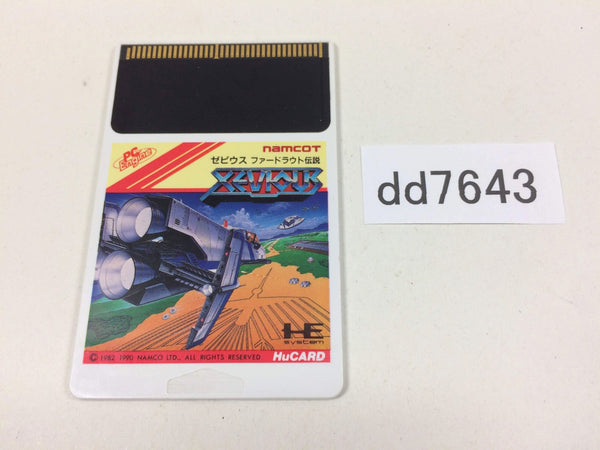 PC Engine
namcot
ゼビウス ファードラウト伝説
XEVIOUS
dd7643
HE
system
© 1982 1990 NAMCO LTD., ALL RIGHTS RESERVED
HuCARD